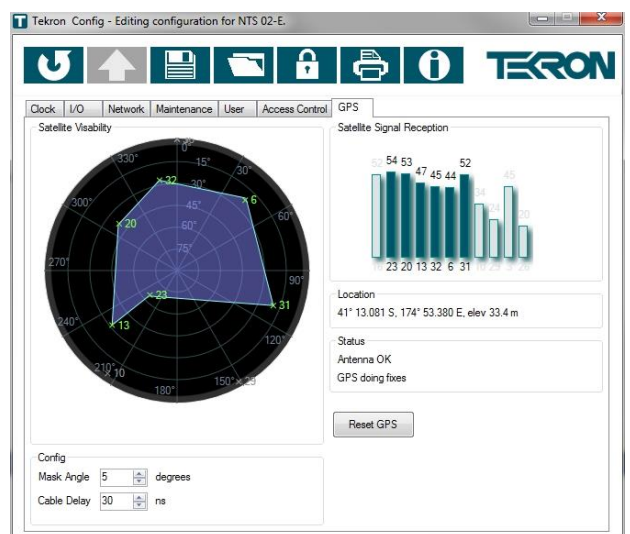 Tekron Config - Editing configuration for NTS 02-E.
TEKRON
Clock I/O Network Maintenance User Access Control GPS
Satellite Visability
0°
15°
30°
45°
60°
75°
30°
60°
90°
120°
150°
180°
210°
240°
270°
300°
330°
32
6
20
31
23
13
10
29
Satellite Signal Reception
52 54 53 47 45 44 52 34 24 45 20
16 23 20 13 32 6 31 10 29 3 26
Location
41° 13.081 S, 174° 53.380 E, elev 33.4 m
Status
Antenna OK
GPS doing fixes
Reset GPS
Config
Mask Angle 5 degrees
Cable Delay 30 ns